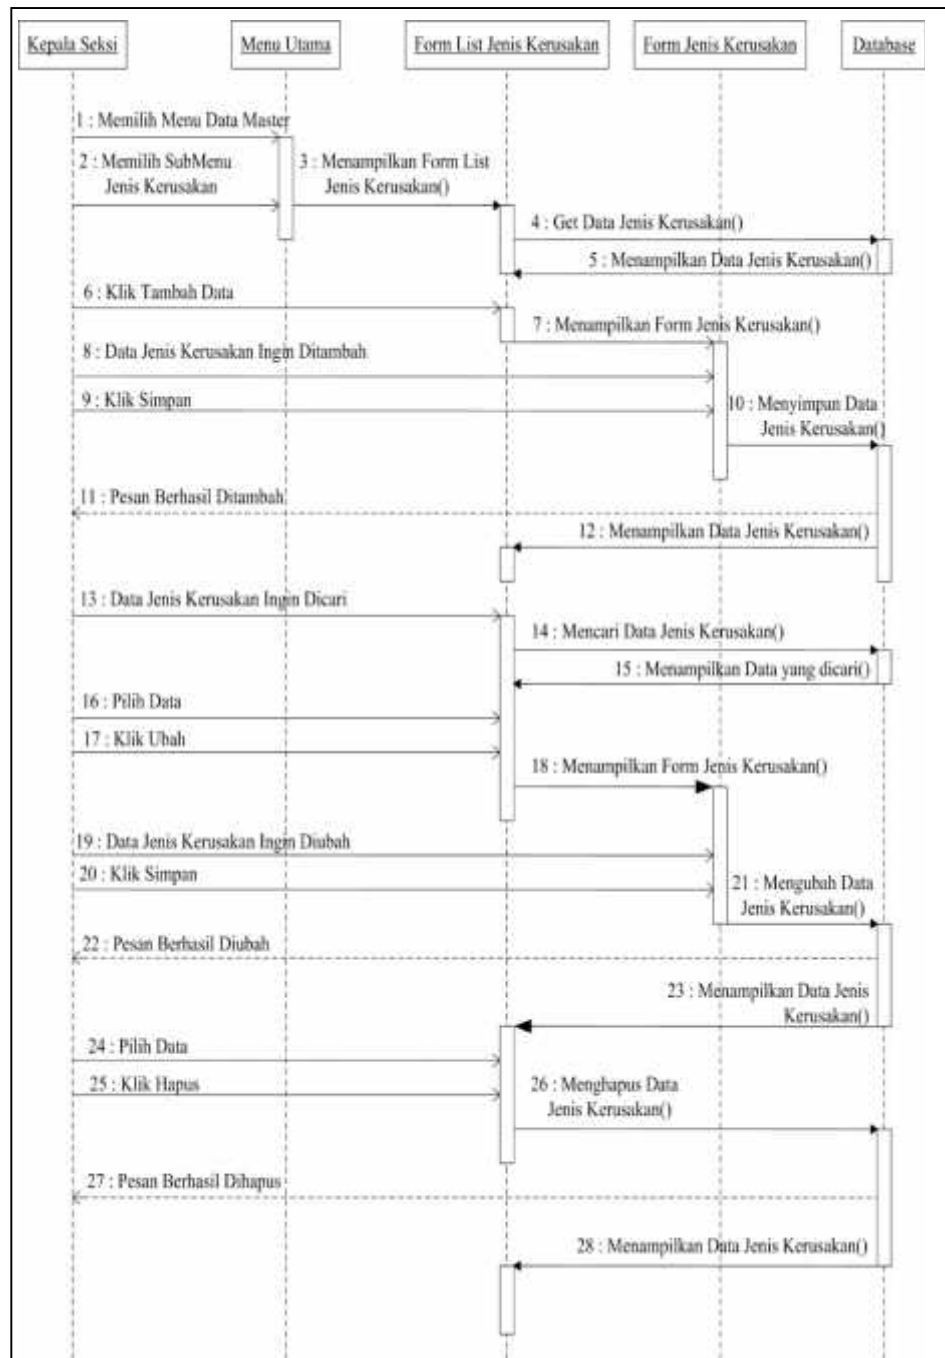 Kepala Seksi
Menu Utama
Form List Jenis Kerusakan
Form Jenis Kerusakan
Database
1 : Memilih Menu Data Master
2 : Memilih SubMenu
Jenis Kerusakan
3 : Menampilkan Form List
Jenis Kerusakan()
4 : Get Data Jenis Kerusakan()
5 : Menampilkan Data Jenis Kerusakan()
6 : Klik Tambah Data
7 : Menampilkan Form Jenis Kerusakan()
8 : Data Jenis Kerusakan Ingin Ditambah
9 : Klik Simpan
10 : Menyimpan Data
Jenis Kerusakan()
11 : Pesan Berhasil Ditambah
12 : Menampilkan Data Jenis Kerusakan()
13 : Data Jenis Kerusakan Ingin Dicari
14 : Mencari Data Jenis Kerusakan()
15 : Menampilkan Data yang dicari()
16 : Pilih Data
17 : Klik Ubah
18 : Menampilkan Form Jenis Kerusakan()
19 : Data Jenis Kerusakan Ingin Diubah
20 : Klik Simpan
21 : Mengubah Data
Jenis Kerusakan()
22 : Pesan Berhasil Diubah
23 : Menampilkan Data Jenis
Kerusakan()
24 : Pilih Data
25 : Klik Hapus
26 : Menghapus Data
Jenis Kerusakan()
27 : Pesan Berhasil Dihapus
28 : Menampilkan Data Jenis Kerusakan()